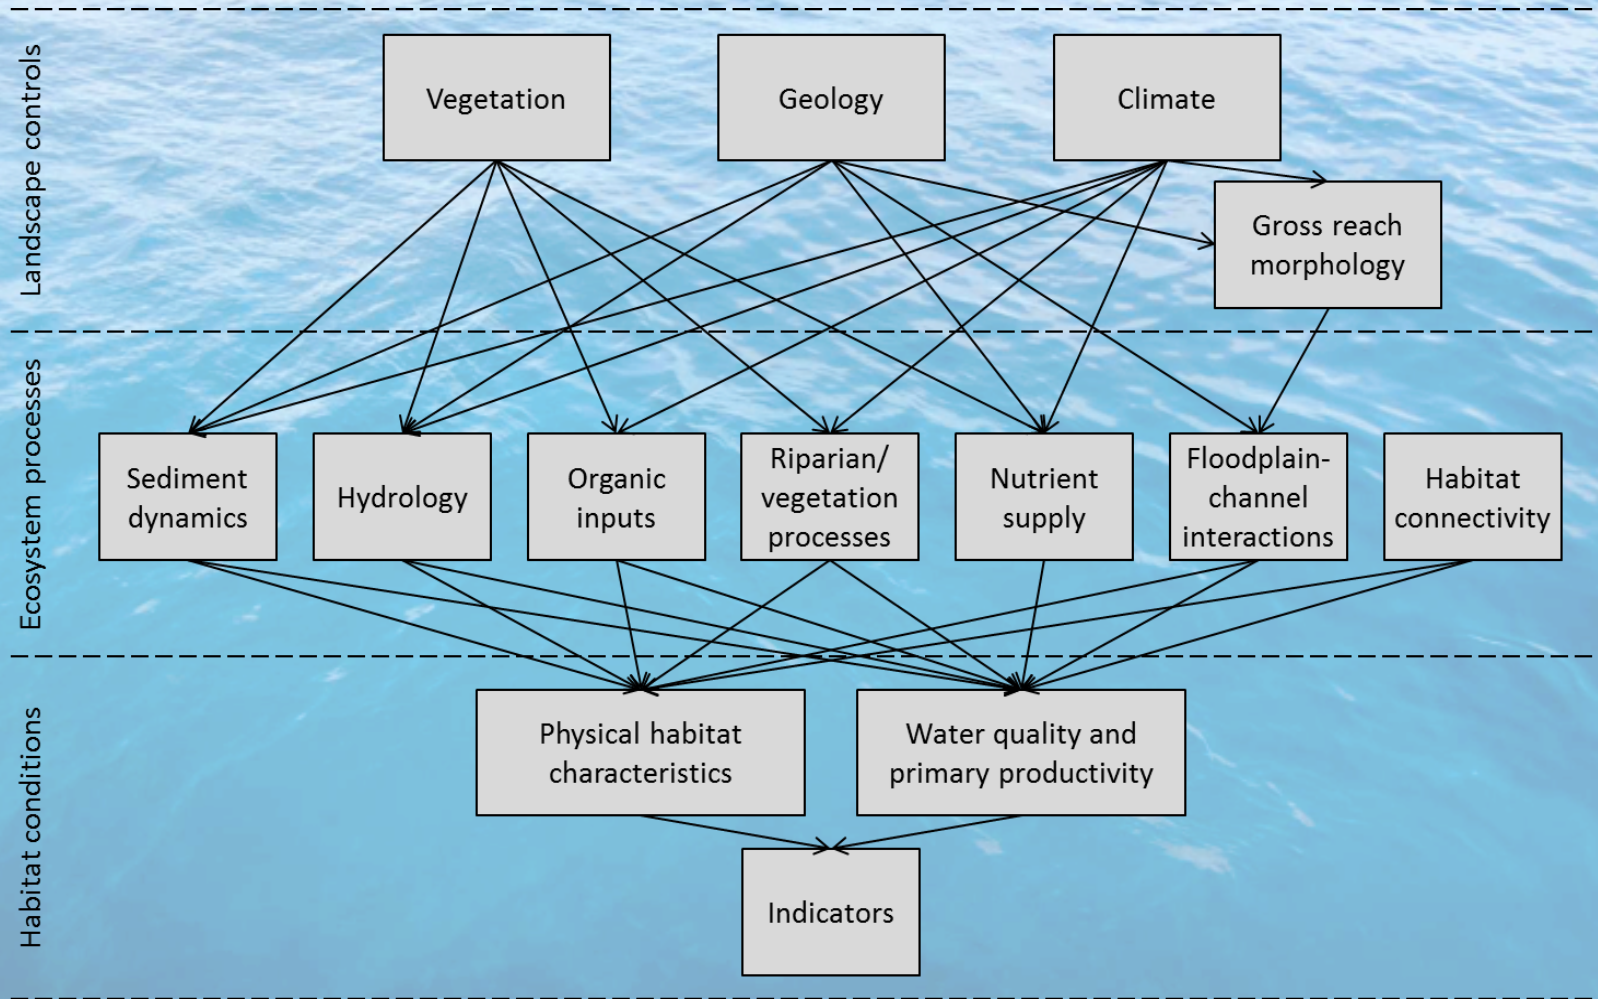 Landscape controls
Vegetation
Geology
Climate
Gross reach
morphology
Ecosystem processes
Sediment
dynamics
Hydrology
Organic
inputs
Riparian/
vegetation
processes
Nutrient
supply
Floodplain-
channel
interactions
Habitat
connectivity
Habitat conditions
Physical habitat
characteristics
Water quality and
primary productivity
Indicators